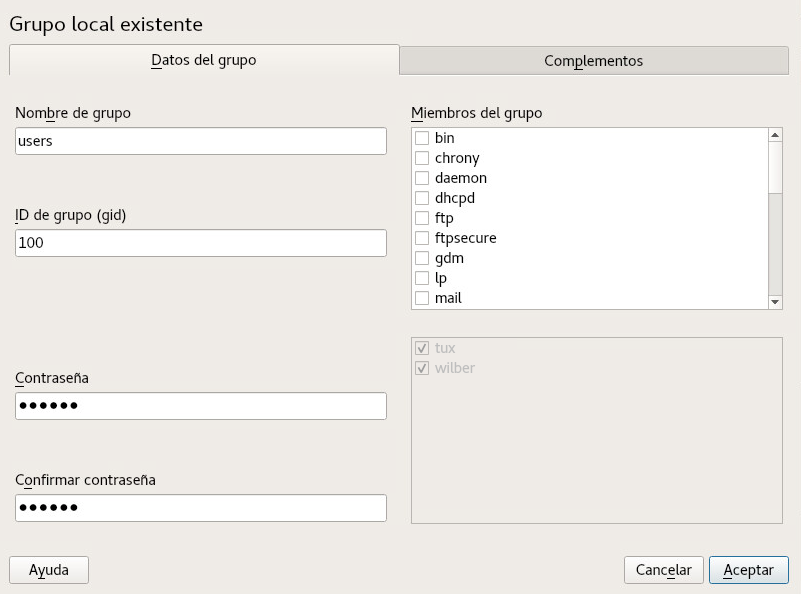 Grupo local existente
Datos del grupo
Complementos
Nombre de grupo
users
ID de grupo (gid)
100
Contraseña
●●●●●●
Confirmar contraseña
●●●●●●
Miembros del grupo
bin
chrony
daemon
dhcpd
ftp
ftpsecure
gdm
lp
mail
tux
wilber
Ayuda
Cancelar
Aceptar